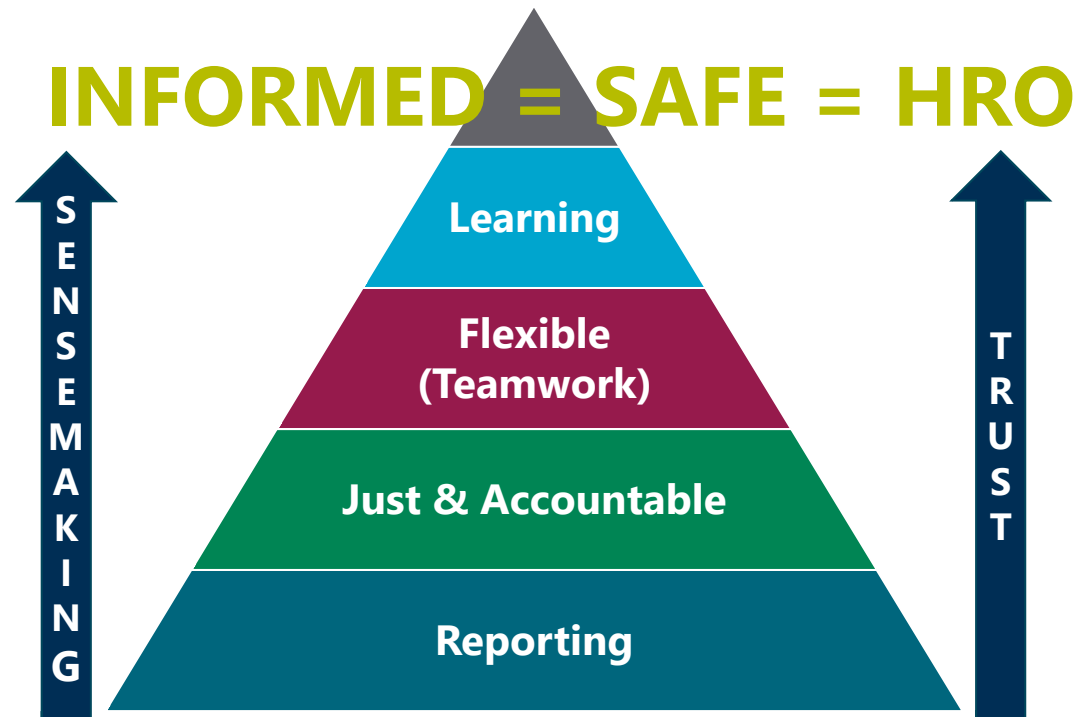 INFORMED = SAFE = HRO
SENSEMAKING
Learning
Flexible
(Teamwork)
Just & Accountable
Reporting
TRUST